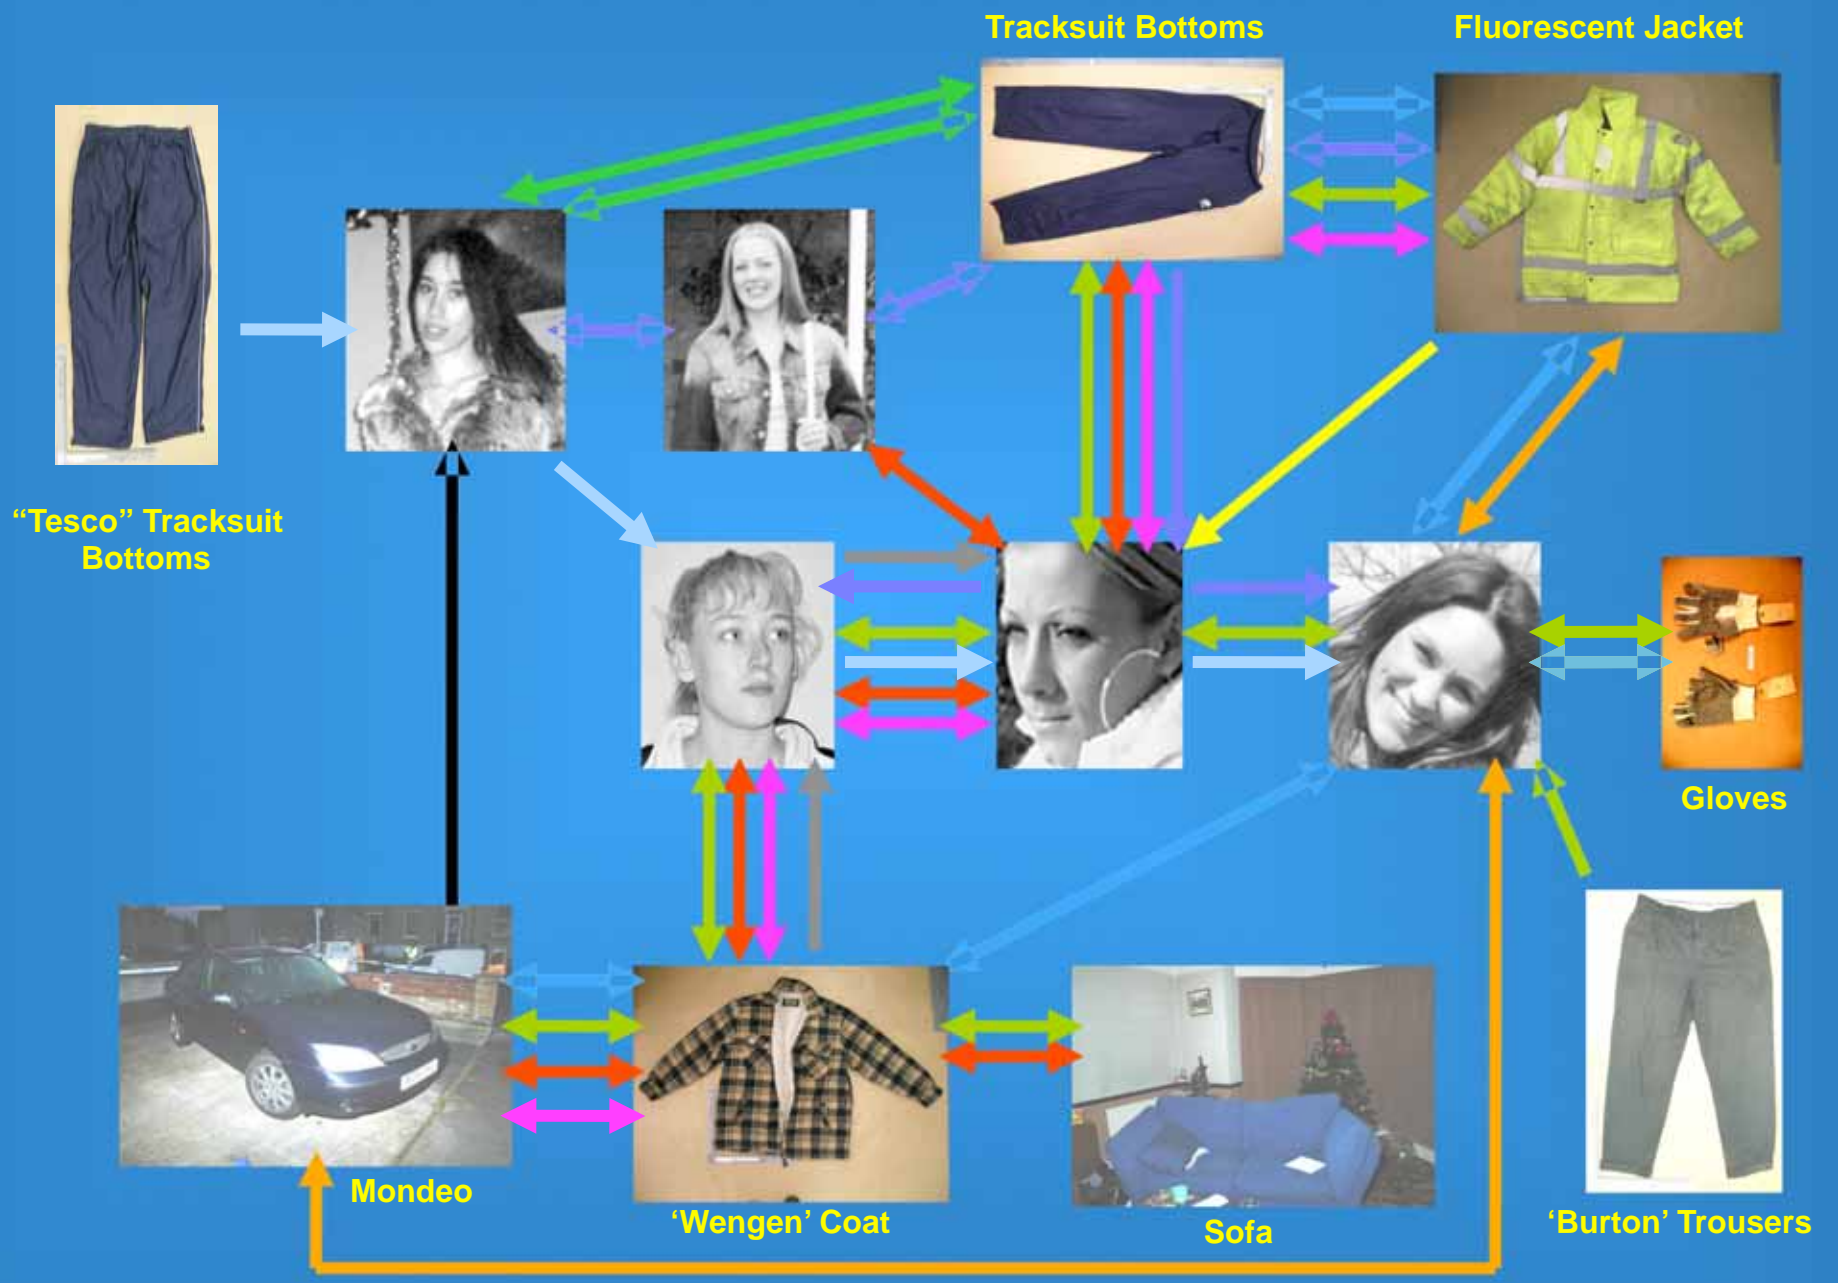 Tracksuit Bottoms
Fluorescent Jacket
“Tesco” Tracksuit
Bottoms
Gloves
Mondeo
‘Wengen’ Coat
Sofa
‘Burton’ Trousers